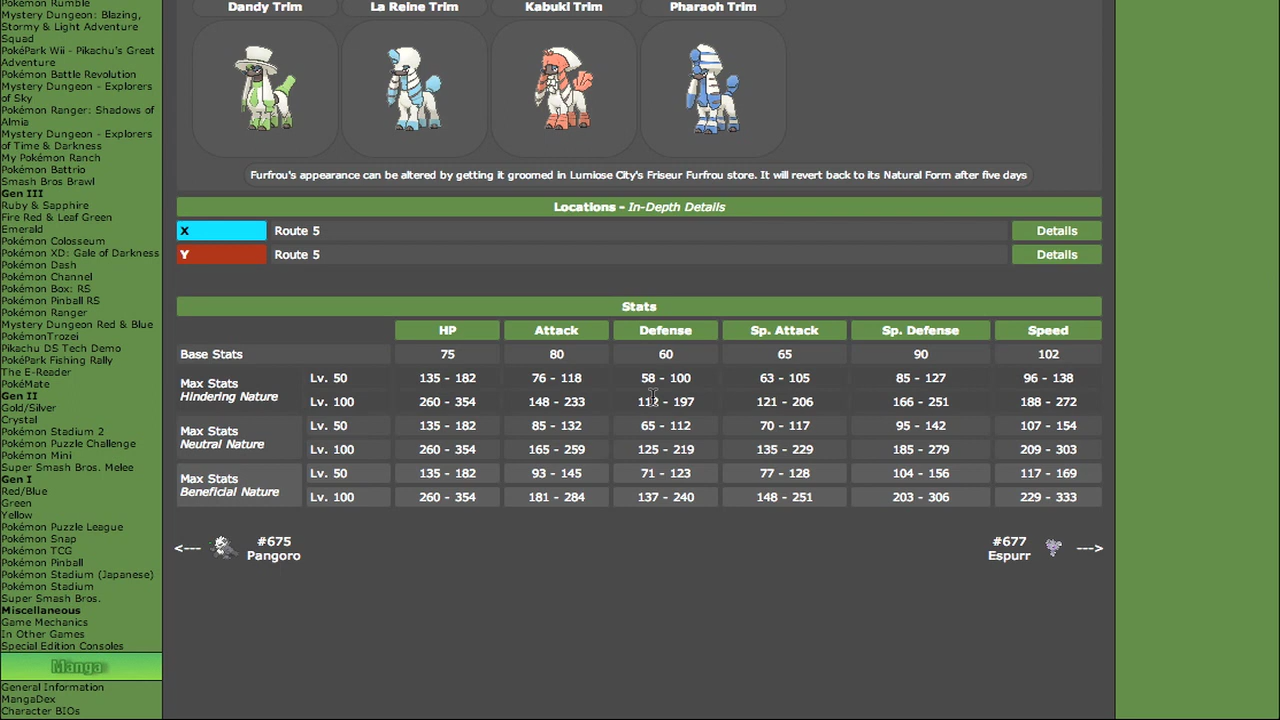 Pokémon Rumble
Mystery Dungeon: Blazing,
Stormy & Light Adventure
Squad
PokéPark Wii - Pikachu's Great
Adventure
Pokémon Battle Revolution
Mystery Dungeon - Explorers
of Sky
Pokémon Ranger: Shadows of
Almia
Mystery Dungeon - Explorers
of Time & Darkness
My Pokémon Ranch
Pokémon Battrio
Smash Bros Brawl
Gen III
Ruby & Sapphire
Fire Red & Leaf Green
Emerald
Pokémon Colosseum
Pokémon XD: Gale of Darkness
Pokémon Dash
Pokémon Channel
Pokémon Box: RS
Pokémon Pinball RS
Pokémon Ranger
Mystery Dungeon Red & Blue
PokémonTrozei
Pikachu DS Tech Demo
PokéPark Fishing Rally
The E-Reader
PokéMate
Gen II
Gold/Silver
Crystal
Pokémon Stadium 2
Pokémon Puzzle Challenge
Pokémon Mini
Super Smash Bros. Melee
Gen I
Red/Blue
Green
Yellow
Pokémon Puzzle League
Pokémon Snap
Pokémon TCG
Pokémon Pinball
Pokémon Stadium (Japanese)
Pokémon Stadium
Super Smash Bros.
Miscellaneous
Game Mechanics
In Other Games
Special Edition Consoles
Manga
General Information
MangaDex
Character BIOs
Dandy Trim La Reine Trim Kabuki Trim Pharaoh Trim
Furfrou's appearance can be altered by getting it groomed in Lumiose City's Friseur Furfrou store. It will revert back to its Natural Form after five days
Locations - In-Depth Details
X Route 5 Details
Y Route 5 Details
Stats
HP Attack Defense Sp. Attack Sp. Defense Speed
Base Stats 75 80 60 65 90 102
Max Stats
Hindering Nature
Lv. 50 135 - 182 76 - 118 58 - 100 63 - 105 85 - 127 96 - 138
Lv. 100 260 - 354 148 - 233 - 197 121 - 206 166 - 251 188 - 272
Max Stats
Neutral Nature
Lv. 50 135 - 182 85 - 132 65 - 112 70 - 117 95 - 142 107 - 154
Lv. 100 260 - 354 165 - 259 125 - 219 135 - 229 185 - 279 209 - 303
Max Stats
Beneficial Nature
Lv. 50 135 - 182 93 - 145 71 - 123 77 - 128 104 - 156 117 - 169
Lv. 100 260 - 354 181 - 284 137 - 240 148 - 251 203 - 306 229 - 333
<--- #675
Pangoro
#677
Espurr --->